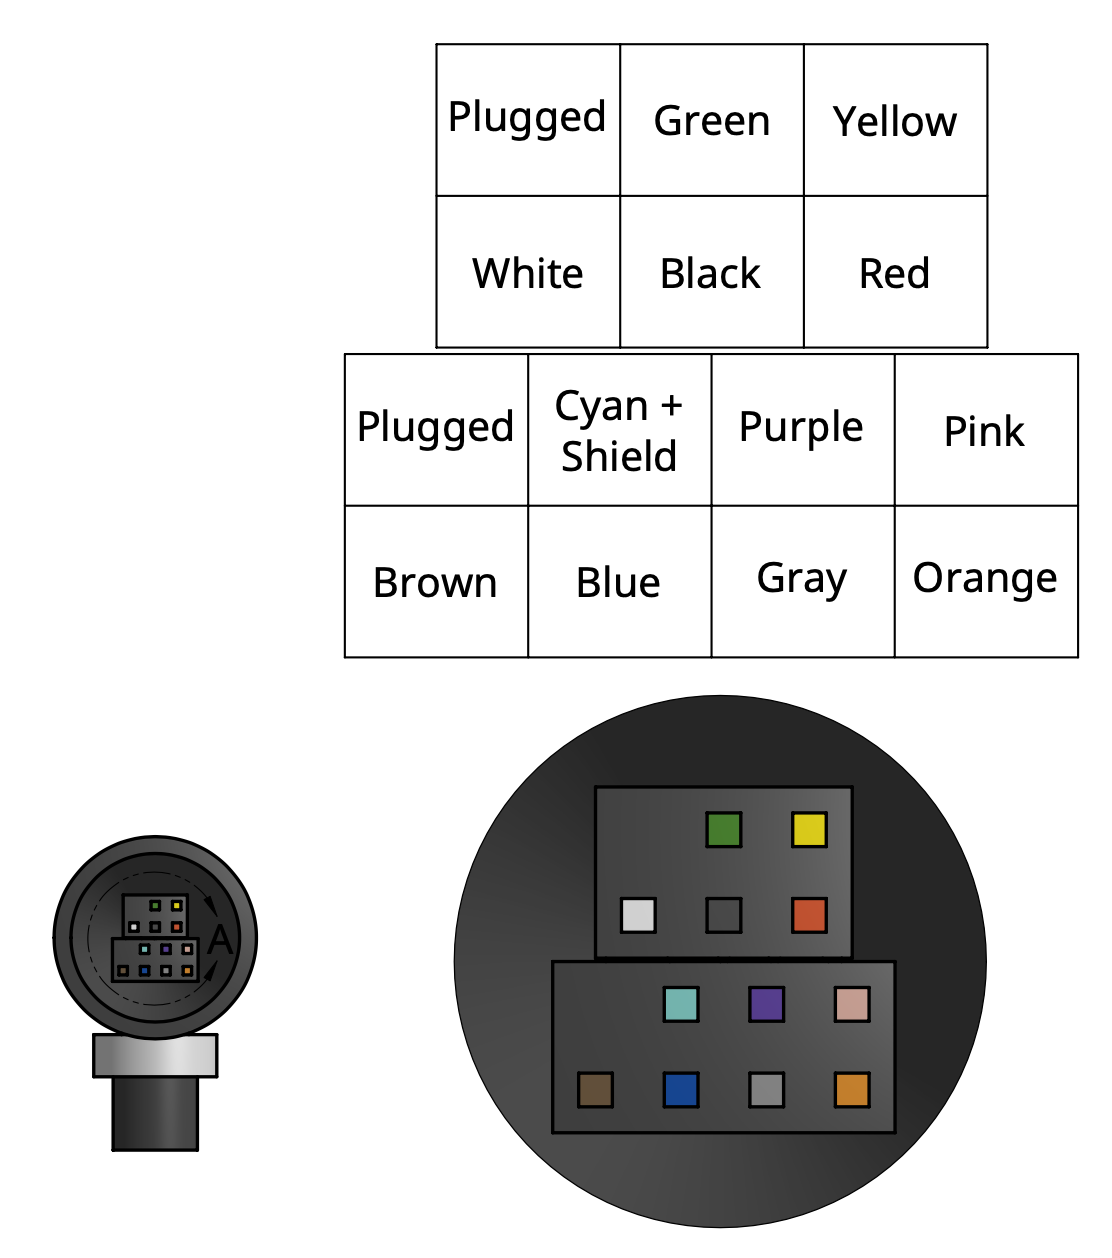 Plugged Green Yellow
White Black Red
Plugged Cyan + Shield Purple Pink
Brown Blue Gray Orange
A